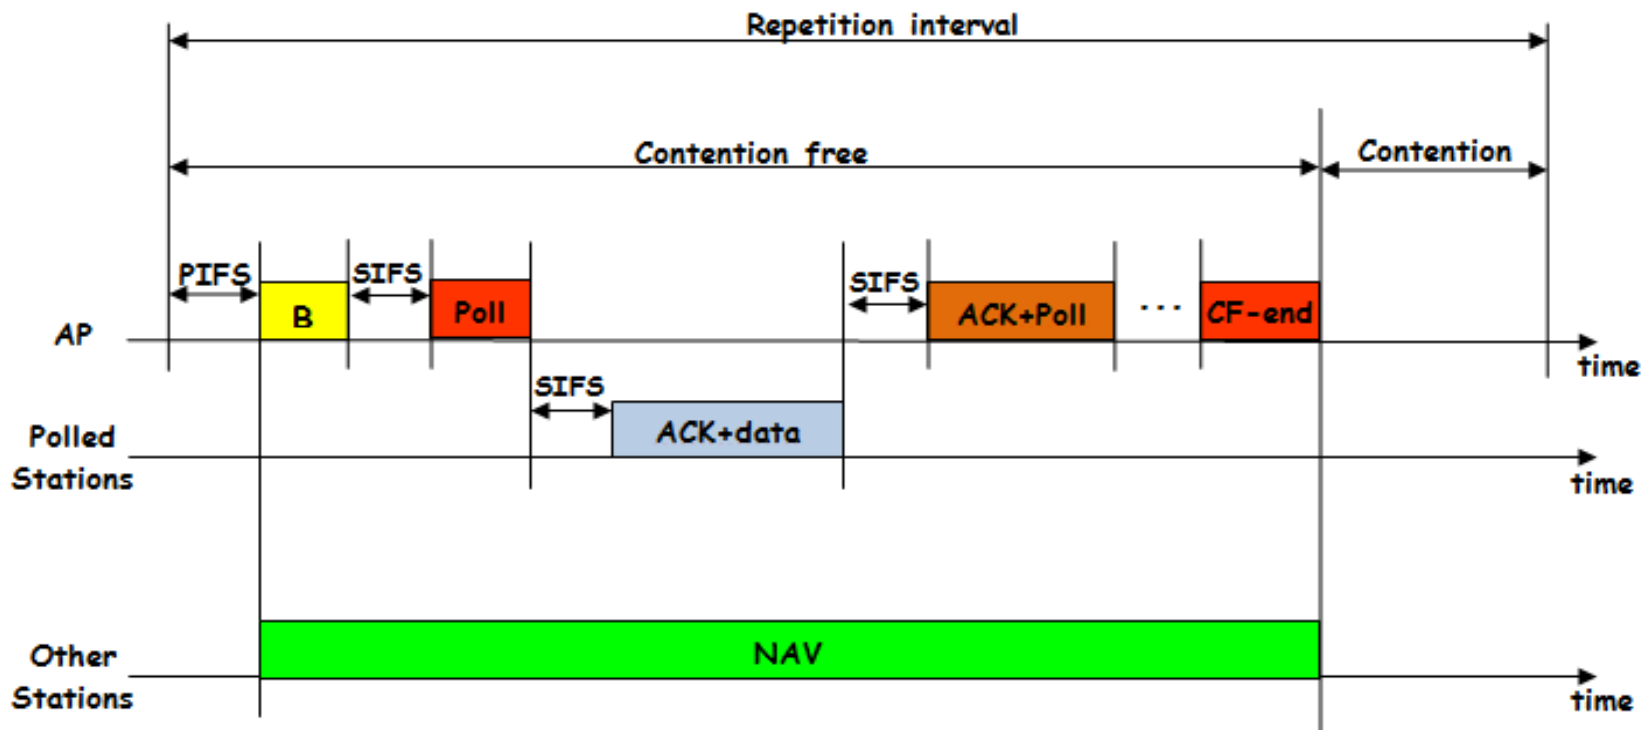 Repetition interval
Contention free
Contention
PIFS
SIFS
SIFS
B
Poll
ACK+Poll
...
CF-end
AP
time
SIFS
ACK+data
Polled
Stations
time
NAV
Other
Stations
time